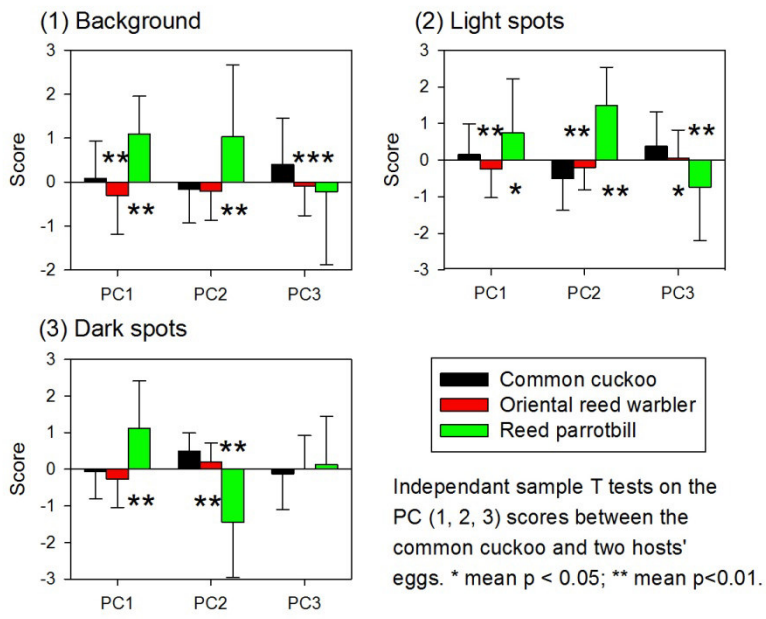 (1) Background
3
2
1
0
-1
-2
Score
** ** ** ***
PC1 PC2 PC3
(2) Light spots
3
2
1
0
-1
-2
-3
Score
** ** **
* ** *
PC1 PC2 PC3
(3) Dark spots
3
2
1
0
-1
-2
-3
Score
** ** **
PC1 PC2 PC3
Common cuckoo
Oriental reed warbler
Reed parrotbill
Independant sample T tests on the
PC (1, 2, 3) scores between the
common cuckoo and two hosts'
eggs. * mean p < 0.05; ** mean p<0.01.